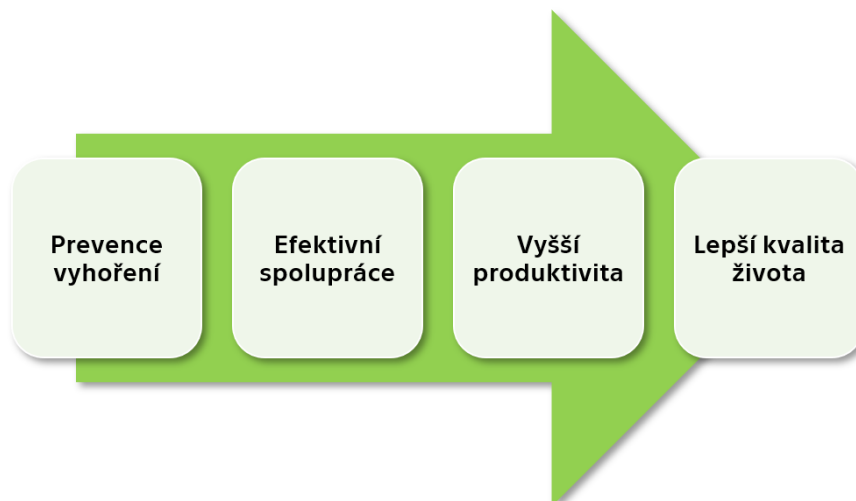 Prevence
vyhoření
Efektivní
spolupráce
Vyšší
produktivita
Lepší kvalita
života